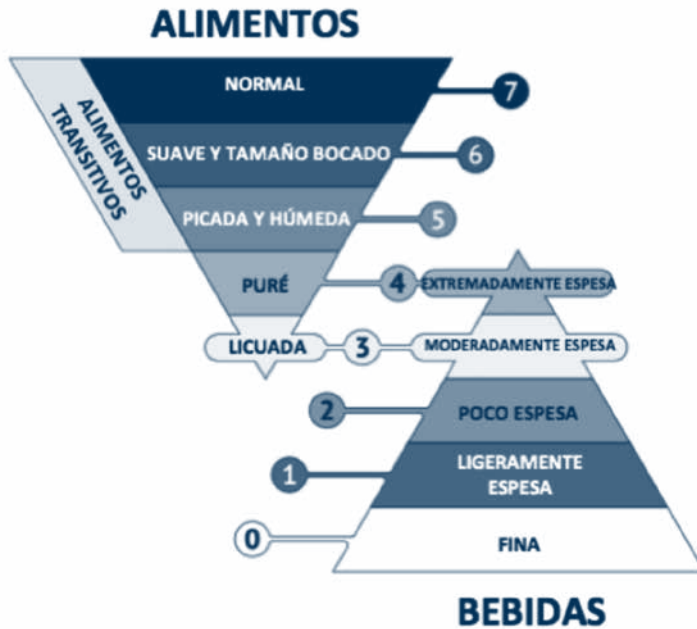 ALIMENTOS
NORMAL
7
ALIMENTOS
TRANSITIVOS
SUAVE Y TAMAÑO BOCADO
6
PICADA Y HÚMEDA
5
PURÉ
4
EXTREMADAMENTE ESPESA
LICUADA
3
MODERADAMENTE ESPESA
2
POCO ESPESA
1
LIGERAMENTE
ESPESA
0
FINA
BEBIDAS